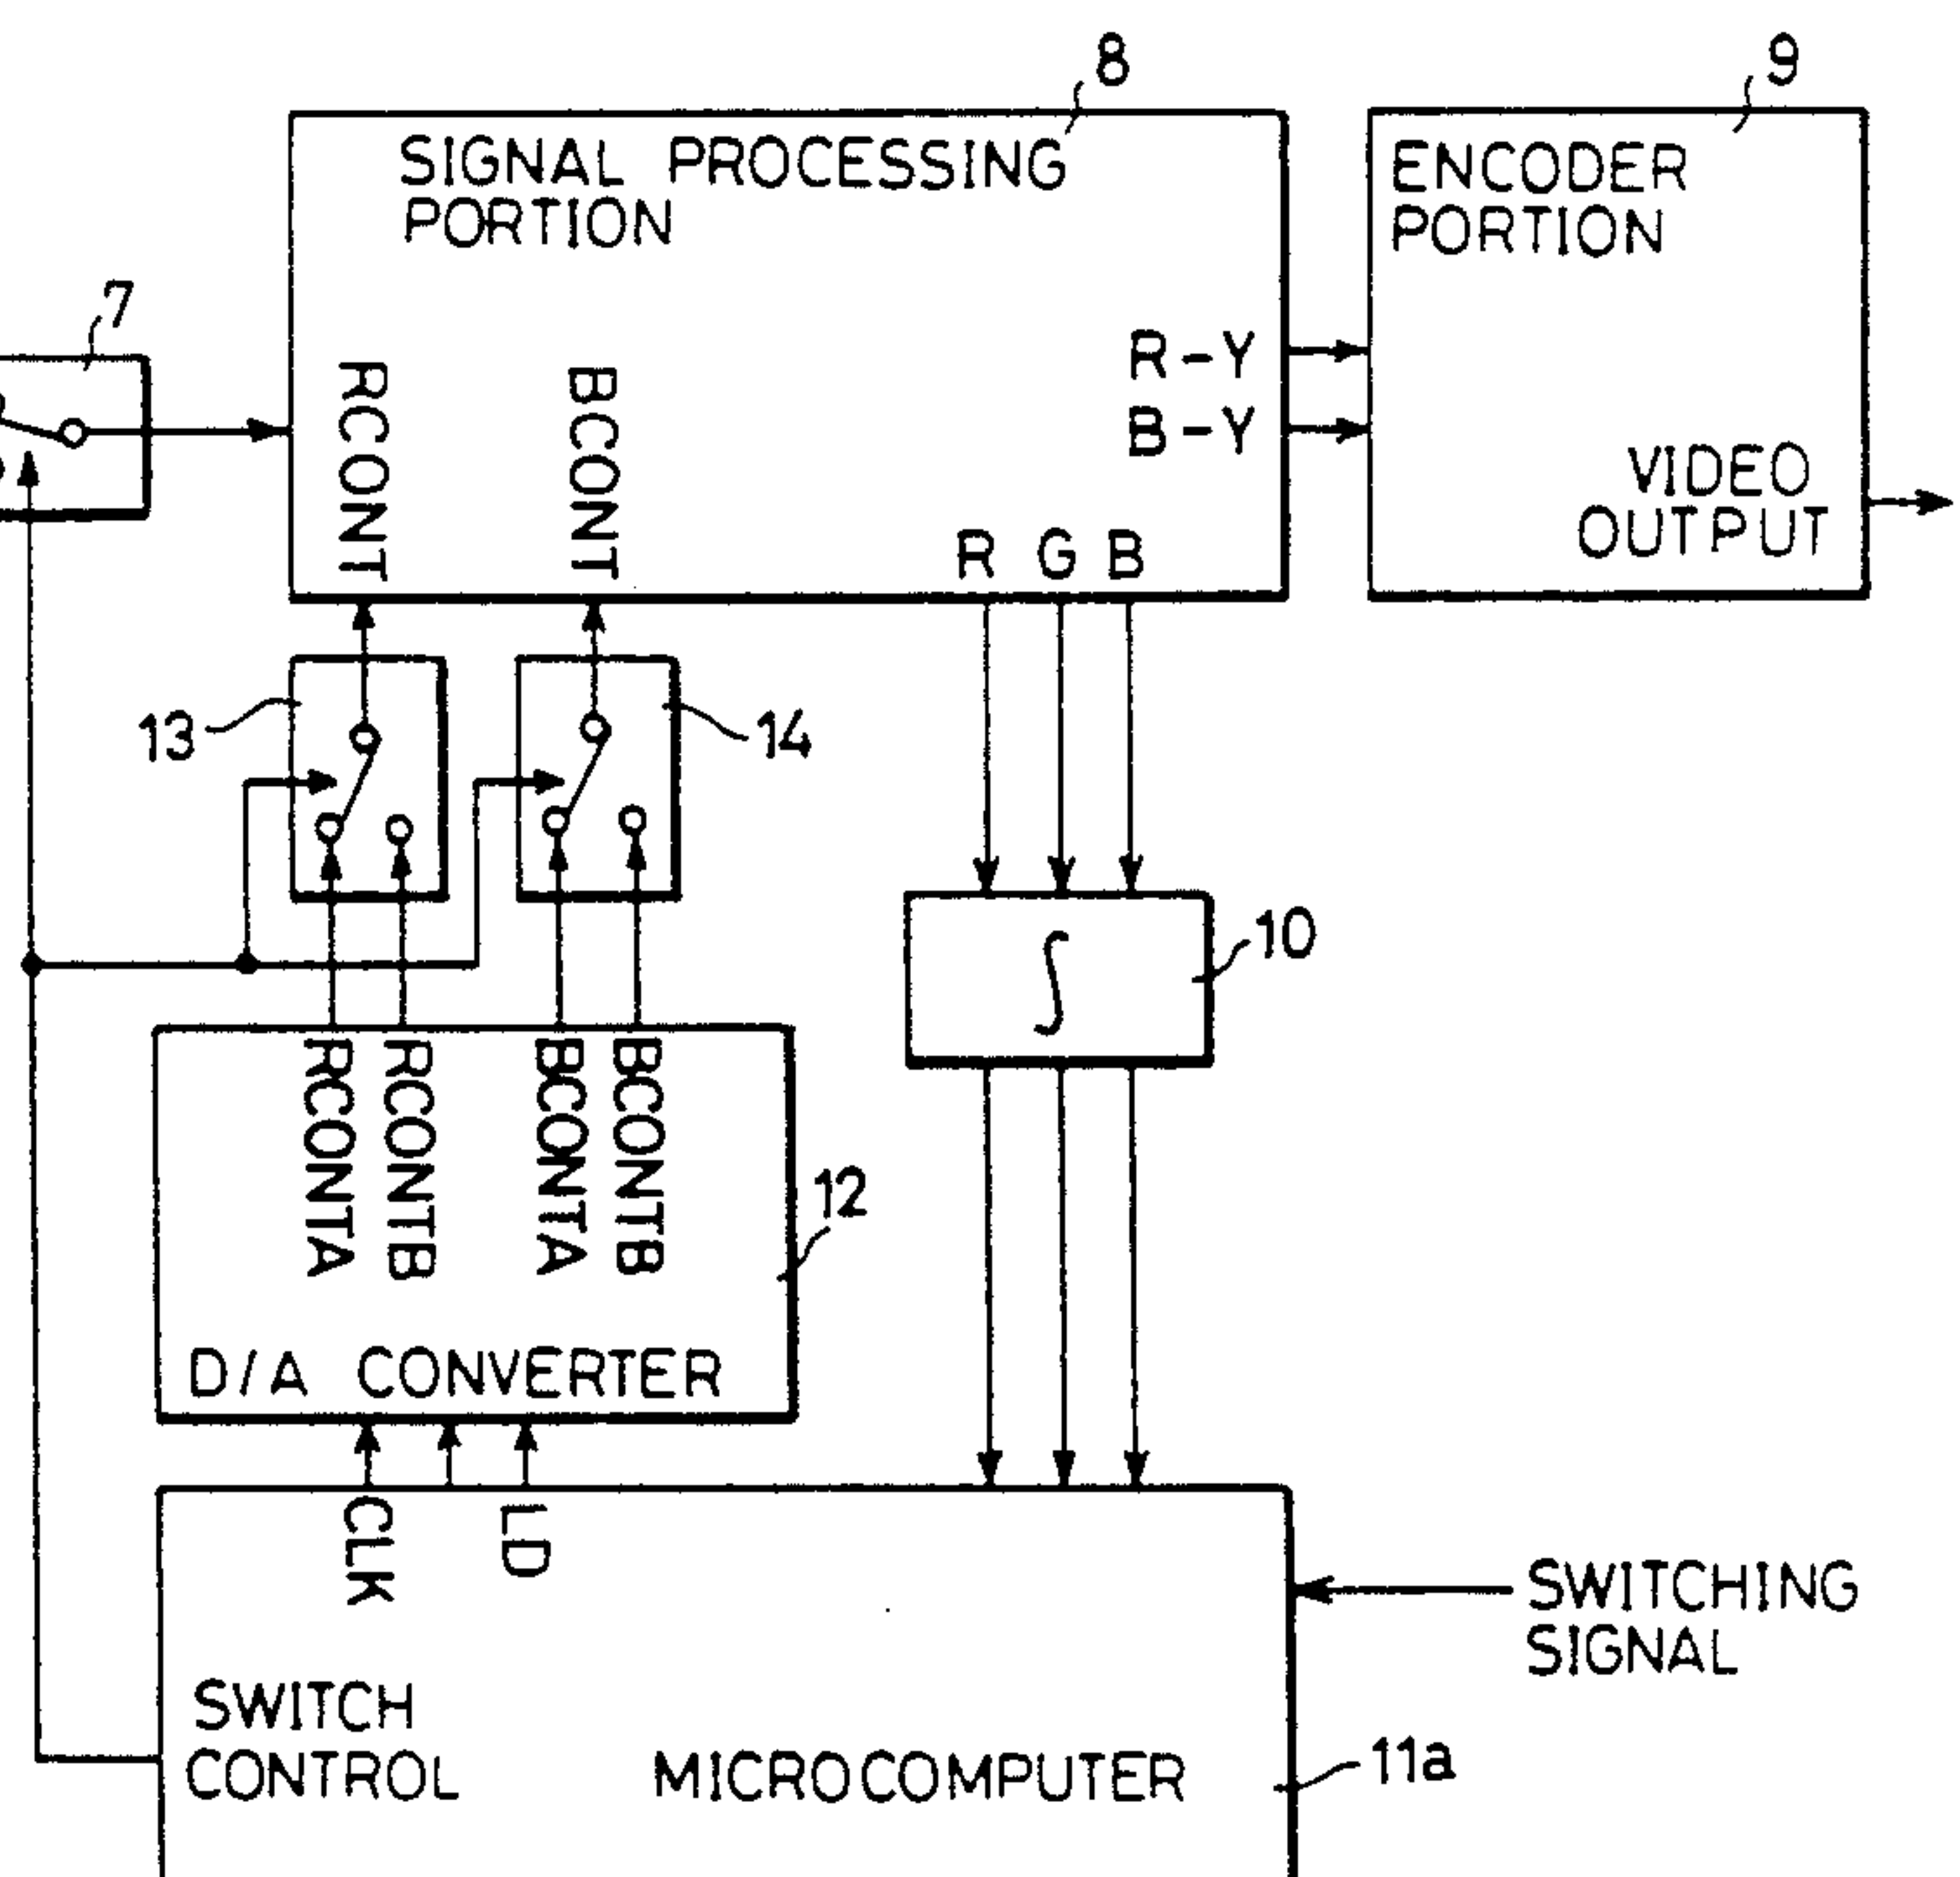 8
9
SIGNAL PROCESSING
PORTION
ENCODER
PORTION
7
RCONT
BCONT
R-Y
B-Y
VIDEO
OUTPUT
R G B
13
14
10
∫
RCONTA
RCONTB
BCONTA
BCONTB
12
D/A CONVERTER
CLK
LD
SWITCHING
SIGNAL
SWITCH
CONTROL
MICROCOMPUTER
11a